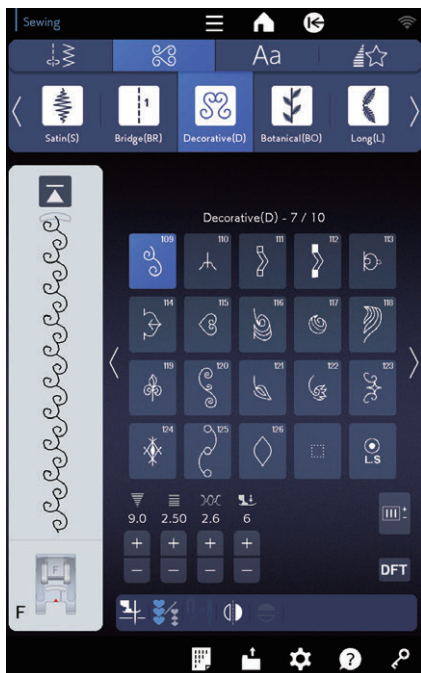 Sewing
Aa
Satin(S) Bridge(BR) Decorative(D) Botanical(BO) Long(L)
1
Decorative(D) - 7 / 10
109 110 111 112 113
114 115 116 117 118
119 120 121 122 123
124 125 126
L.S
9.0 2.50 2.6 6
+ + + +
- - - -
DFT
F
F